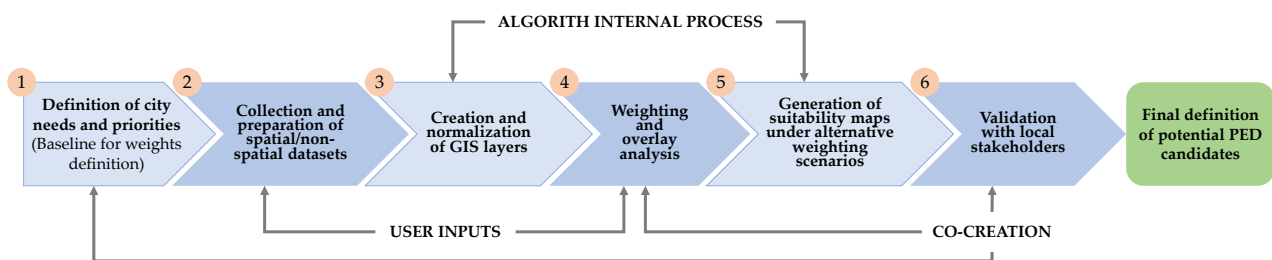 ALGORITH INTERNAL PROCESS
1
Definition of city
needs and priorities
(Baseline for weights
definition)
2
Collection and
preparation of
spatial/non-
spatial datasets
3
Creation and
normalization
of GIS layers
4
Weighting
and
overlay
analysis
5
Generation of
suitability maps
under alternative
weighting
scenarios
6
Validation
with local
stakeholders
Final definition
of potential PED
candidates
USER INPUTS
CO-CREATION